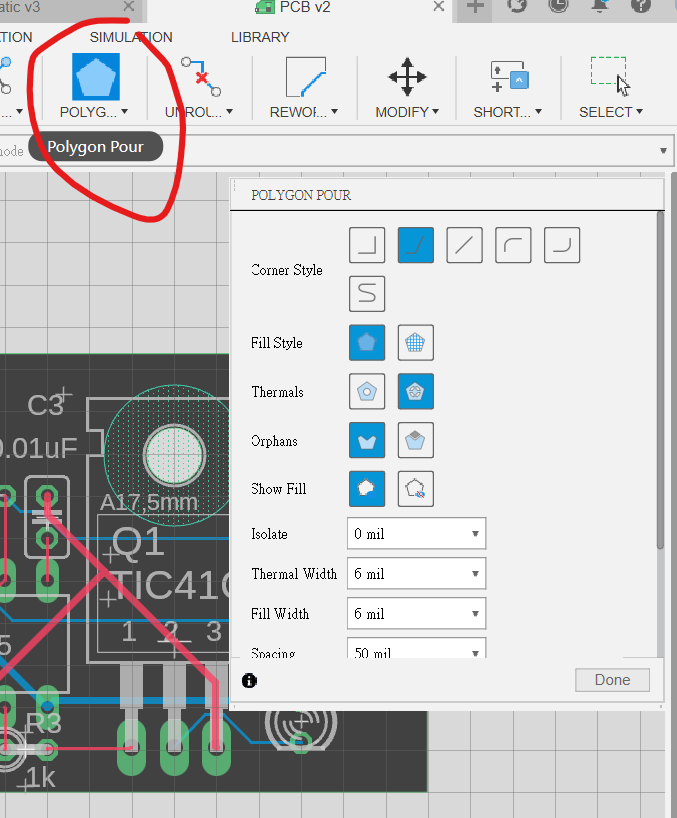 atic v3
PCB v2
TION
SIMULATION
LIBRARY
...
POLYG...
UNROU...
REWOR...
MODIFY
SHORT...
SELECT
node
Polygon Pour
POLYGON POUR
Corner Style
Fill Style
Thermals
Orphans
Show Fill
Isolate
0 mil
Thermal Width
6 mil
Fill Width
6 mil
Spacing
50 mil
Done
C3
0.01uF
A17,5mm
Q1
TIC41
1
2
3
5
R3
1k